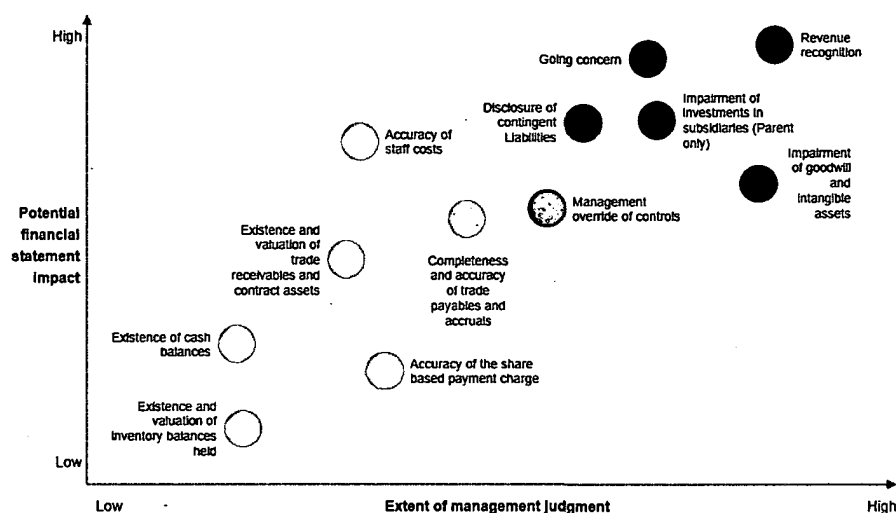 High
Going concern
Revenue
recognition
Disclosure of
contingent
Liabilities
Impairment of
Investments in
subsidiaries (Parent
only)
Accuracy of
staff costs
Impairment
of goodwill
and
Intangible
assets
Potential
financial
statement
impact
Management
override of controls
Existence and
valuation of
trade
receivables and
contract assets
Completeness
and accuracy
of trade
payables and
accruals
Existence of cash
balances
Accuracy of the share
based payment charge
Existence and
valuation of
Inventory balances
held
Low
Low
Extent of management judgment
High